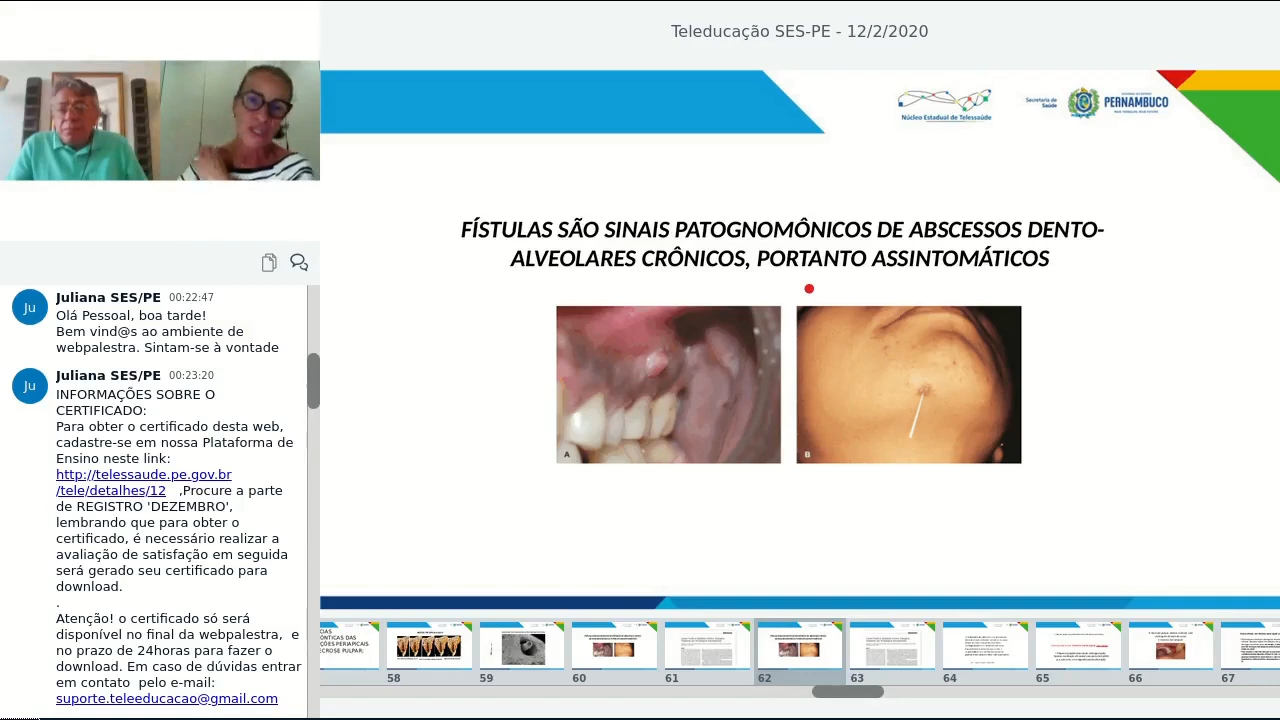 Teleducação SES-PE - 12/2/2020
Núcleo Estadual de Telessaúde
Secretaria de
Saúde
PERNAMBUCO
FÍSTULAS SÃO SINAIS PATOGNOMÔNICOS DE ABSCESSOS DENTO-
ALVEOLARES CRÔNICOS, PORTANTO ASSINTOMÁTICOS
A
B
Ju
Juliana SES/PE 00:22:47
Olá Pessoal, boa tarde!
Bem vind@s ao ambiente de
webpalestra. Sintam-se à vontade
Ju
Juliana SES/PE 00:23:20
INFORMAÇÕES SOBRE O
CERTIFICADO:
Para obter o certificado desta web,
cadastre-se em nossa Plataforma de
Ensino neste link:
http://telessaude.pe.gov.br
/tele/detalhes/12 ,Procure a parte
de REGISTRO 'DEZEMBRO',
lembrando que para obter o
certificado, é necessário realizar a
avaliação de satisfação em seguida
será gerado seu certificado para
download.
.
Atenção! o certificado só será
disponível no final da webpalestra, e
no prazo de 24horas para fazer o
download. Em caso de dúvidas entre
em contato pelo e-mail:
suporte.teleeducacao@gmail.com
58
59
60
61
62
63
64
65
66
67